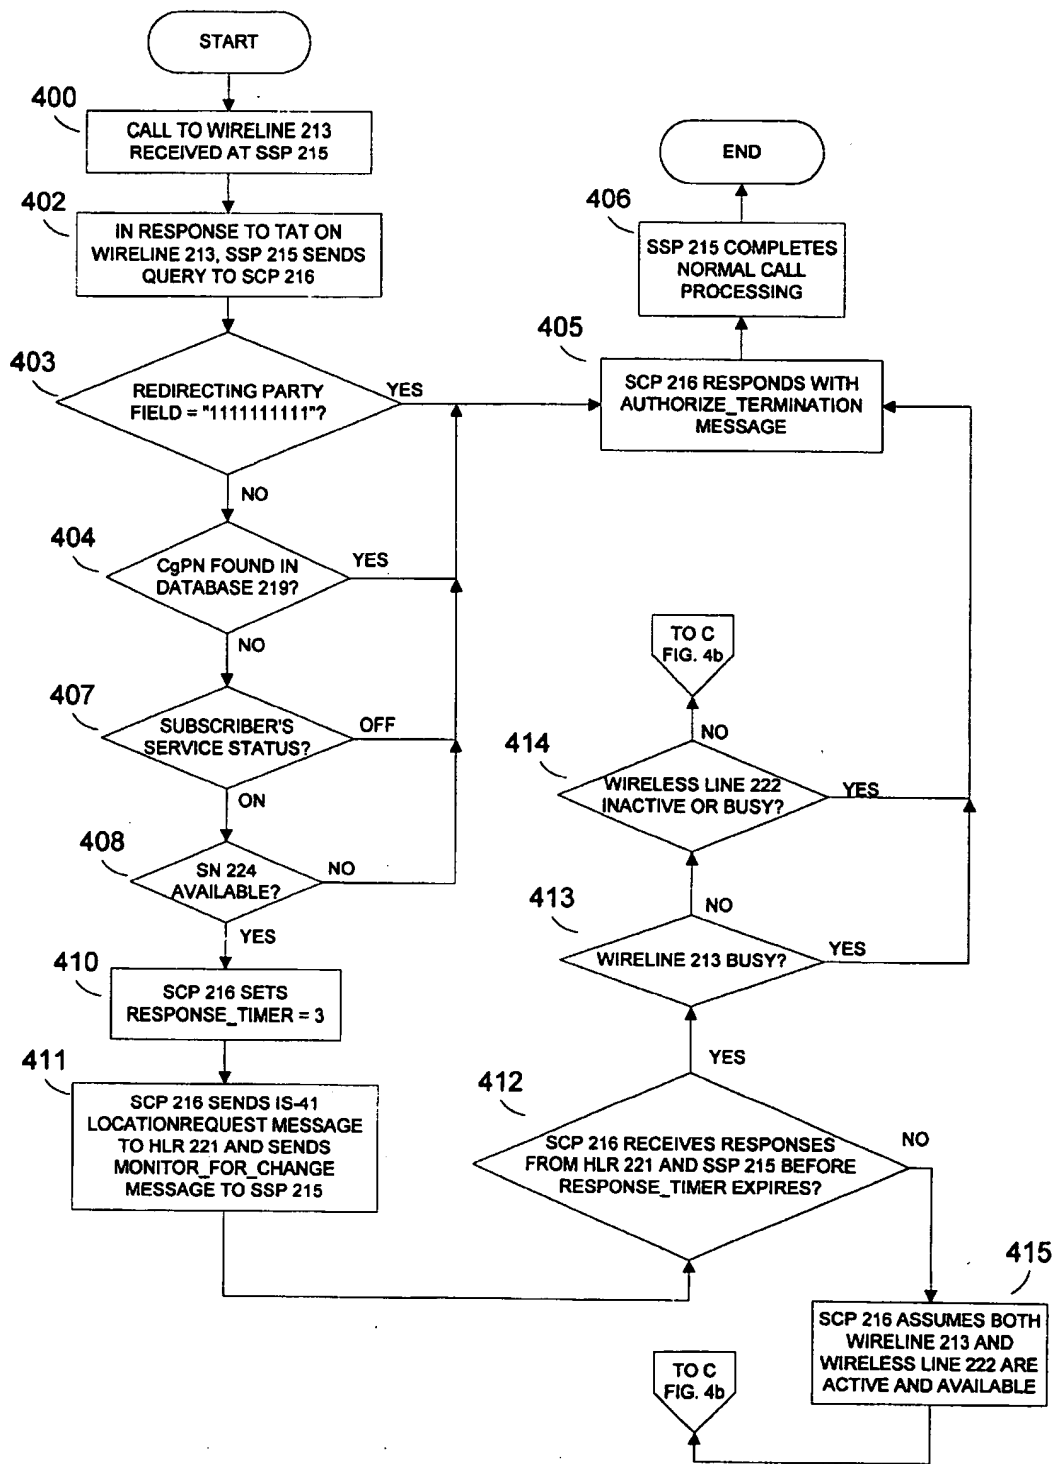 START
400
CALL TO WIRELINE 213
RECEIVED AT SSP 215
402
IN RESPONSE TO TAT ON
WIRELINE 213, SSP 215 SENDS
QUERY TO SCP 216
403
REDIRECTING PARTY
FIELD = "1111111111"?
YES
NO
404
CgPN FOUND IN
DATABASE 219?
YES
NO
407
SUBSCRIBER'S
SERVICE STATUS?
OFF
ON
408
SN 224
AVAILABLE?
NO
YES
410
SCP 216 SETS
RESPONSE_TIMER = 3
411
SCP 216 SENDS IS-41
LOCATIONREQUEST MESSAGE
TO HLR 221 AND SENDS
MONITOR_FOR_CHANGE
MESSAGE TO SSP 215
END
406
SSP 215 COMPLETES
NORMAL CALL
PROCESSING
405
SCP 216 RESPONDS WITH
AUTHORIZE_TERMINATION
MESSAGE
TO C
FIG. 4b
NO
414
WIRELESS LINE 222
INACTIVE OR BUSY?
YES
NO
413
WIRELINE 213 BUSY?
YES
YES
412
SCP 216 RECEIVES RESPONSES
FROM HLR 221 AND SSP 215 BEFORE
RESPONSE_TIMER EXPIRES?
NO
415
SCP 216 ASSUMES BOTH
WIRELINE 213 AND
WIRELESS LINE 222 ARE
ACTIVE AND AVAILABLE
TO C
FIG. 4b